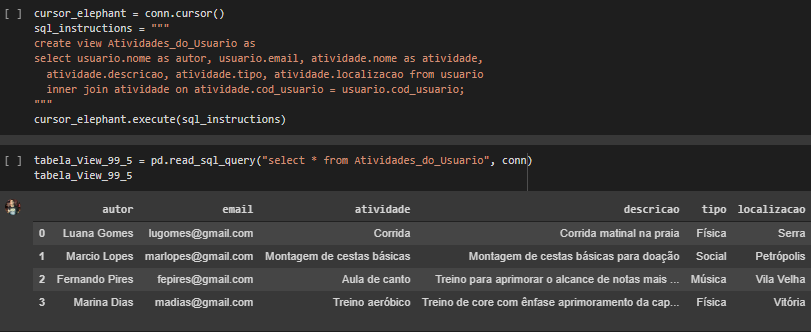 [ ] cursor_elephant = conn.cursor()
sql_instructions = """
create view Atividades_do_Usuario as
select usuario.nome as autor, usuario.email, atividade.nome as atividade,
atividade.descricao, atividade.tipo, atividade.localizacao from usuario
inner join atividade on atividade.cod_usuario = usuario.cod_usuario;
"""
cursor_elephant.execute(sql_instructions)
[ ] tabela_View_99_5 = pd.read_sql_query("select * from Atividades_do_Usuario", conn)
tabela_View_99_5
autor email atividade descricao tipo localizacao
0 Luana Gomes lugomes@gmail.com Corrida Corrida matinal na praia Física Serra
1 Marcio Lopes marlopes@gmail.com Montagem de cestas básicas Montagem de cestas básicas para doação Social Petrópolis
2 Fernando Pires fepires@gmail.com Aula de canto Treino para aprimorar o alcance de notas mais ... Música Vila Velha
3 Marina Dias madias@gmail.com Treino aeróbico Treino de core com ênfase aprimoramento da cap... Física Vitória